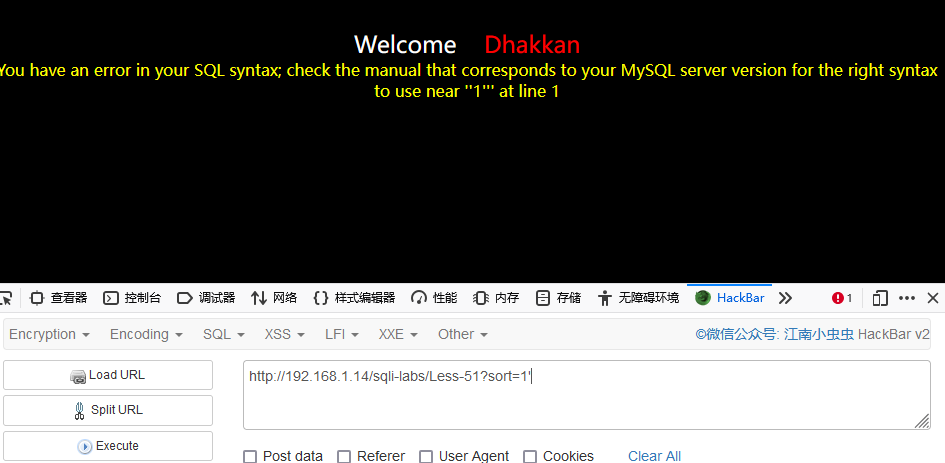 Welcome Dhakkan
You have an error in your SQL syntax; check the manual that corresponds to your MySQL server version for the right syntax
to use near ''1''' at line 1
查看器 控制台 调试器 网络 样式编辑器 性能 内存 存储 无障碍环境 HackBar 1
Encryption Encoding SQL XSS LFI XXE Other ©微信公众号: 江南小虫虫 HackBar v2
Load URL http://192.168.1.14/sqli-labs/Less-51?sort=1'
Split URL
Execute
Post data Referer User Agent Cookies Clear All